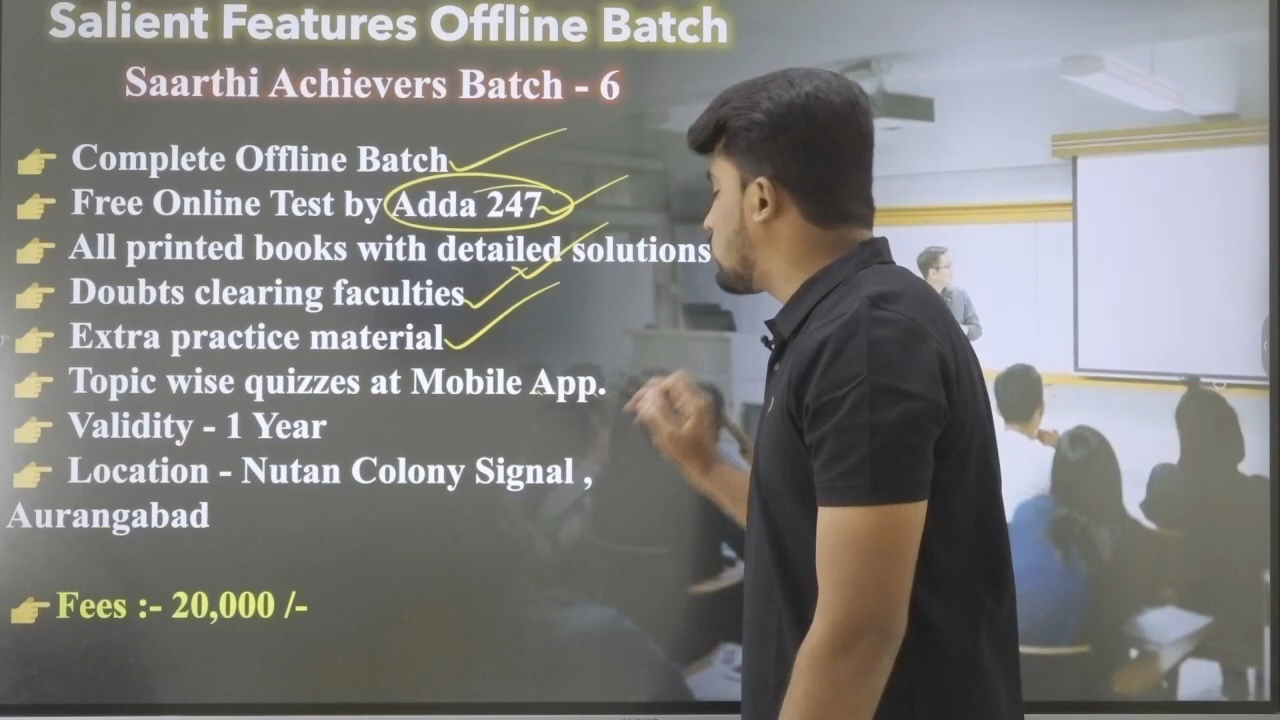 Salient Features Offline Batch
Saarthi Achievers Batch - 6
Complete Offline Batch
Free Online Test by Adda 247
All printed books with detailed solutions
Doubts clearing faculties
Extra practice material
Topic wise quizzes at Mobile App.
Validity - 1 Year
Location - Nutan Colony Signal ,
Aurangabad
Fees :- 20,000 /-